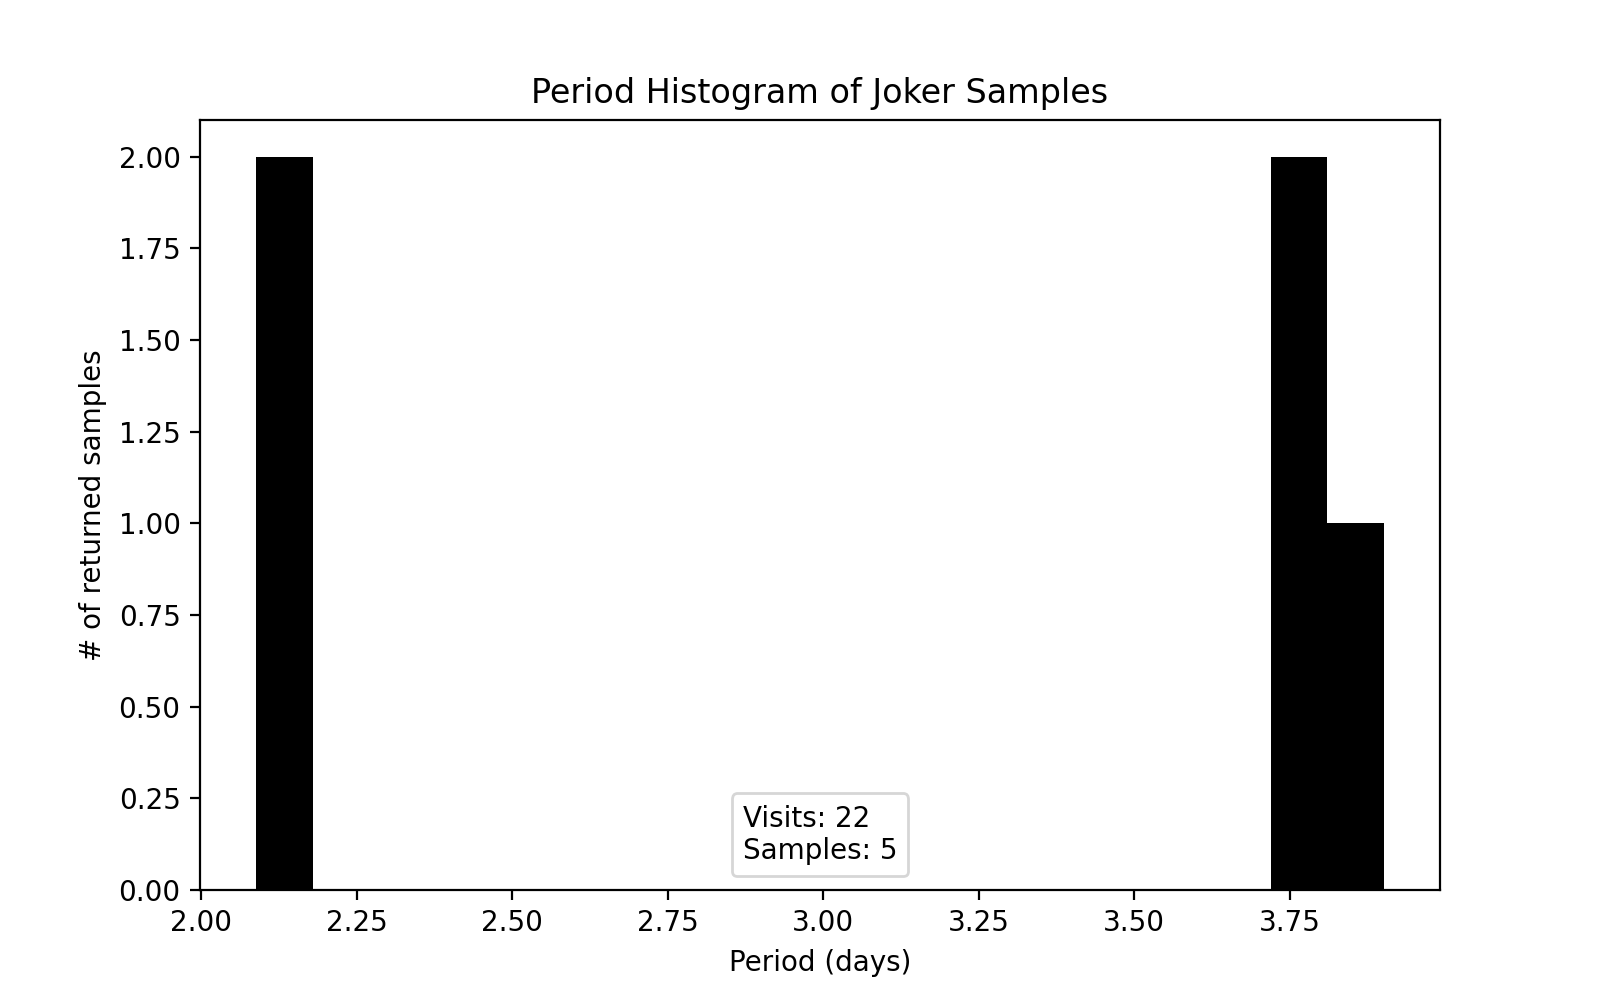 Period Histogram of Joker Samples
# of returned samples
2.00
1.75
1.50
1.25
1.00
0.75
0.50
0.25
0.00
Visits: 22
Samples: 5
2.00 2.25 2.50 2.75 3.00 3.25 3.50 3.75
Period (days)